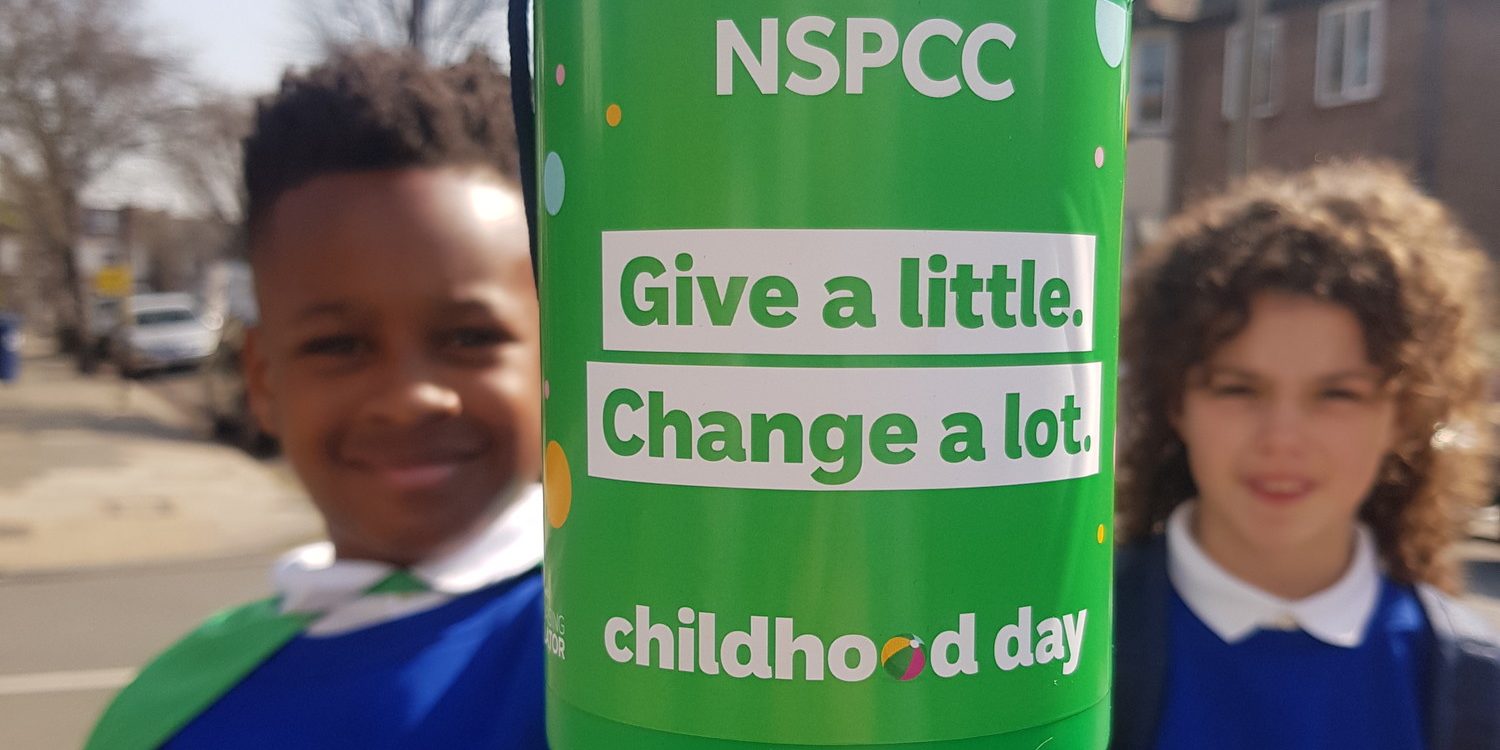 NSPCC
Give a little.
Change a lot.
childhood day